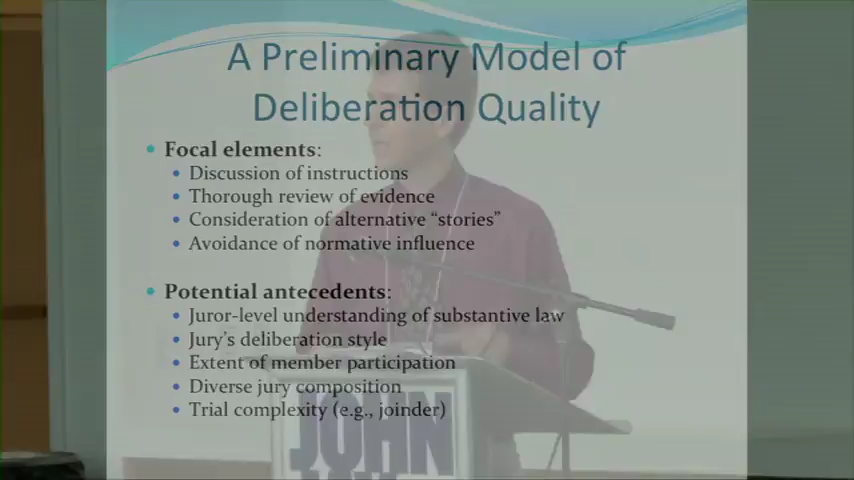 A Preliminary Model of
Deliberation Quality
• Focal elements:
• Discussion of instructions
• Thorough review of evidence
• Consideration of alternative “stories”
• Avoidance of normative influence
• Potential antecedents:
• Juror-level understanding of substantive law
• Jury’s deliberation style
• Extent of member participation
• Diverse jury composition
• Trial complexity (e.g., joinder)
JOHN